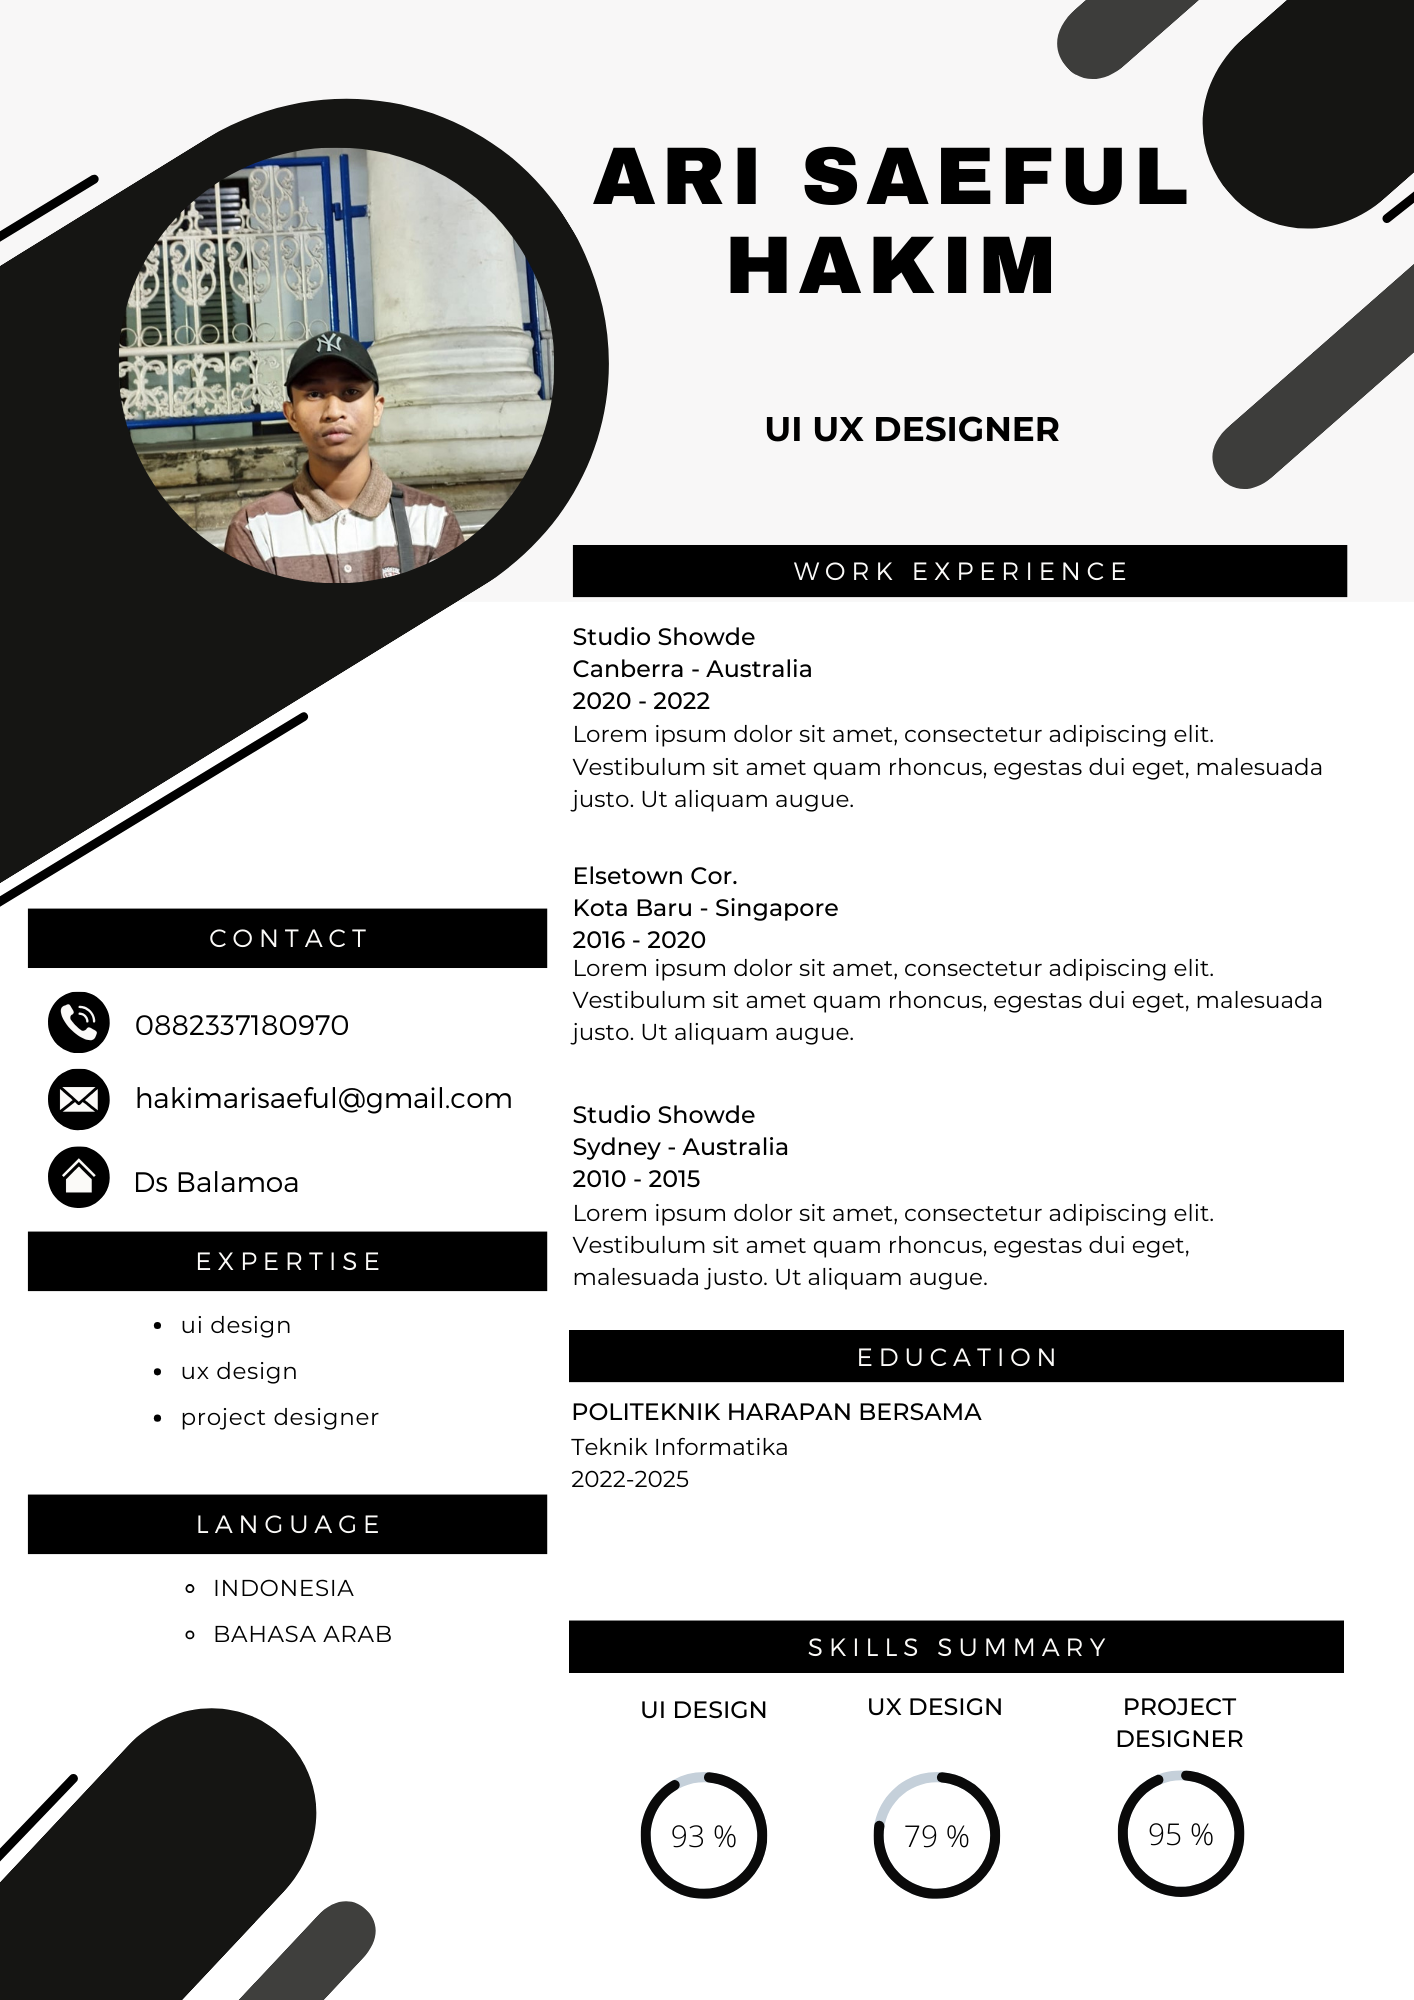 ARI SAEFUL
HAKIM
UI UX DESIGNER
NY
WORK EXPERIENCE
Studio Showde
Canberra - Australia
2020 - 2022
Lorem ipsum dolor sit amet, consectetur adipiscing elit.
Vestibulum sit amet quam rhoncus, egestas dui eget, malesuada
justo. Ut aliquam augue.
Elsetown Cor.
Kota Baru - Singapore
2016 - 2020
Lorem ipsum dolor sit amet, consectetur adipiscing elit.
Vestibulum sit amet quam rhoncus, egestas dui eget, malesuada
justo. Ut aliquam augue.
Studio Showde
Sydney - Australia
2010 - 2015
Lorem ipsum dolor sit amet, consectetur adipiscing elit.
Vestibulum sit amet quam rhoncus, egestas dui eget,
malesuada justo. Ut aliquam augue.
CONTACT
0882337180970
hakimarisaeful@gmail.com
Ds Balamoa
EXPERTISE
• ui design
• ux design
• project designer
LANGUAGE
◦ INDONESIA
◦ BAHASA ARAB
EDUCATION
POLITEKNIK HARAPAN BERSAMA
Teknik Informatika
2022-2025
SKILLS SUMMARY
UI DESIGN
93 %
UX DESIGN
79 %
PROJECT
DESIGNER
95 %